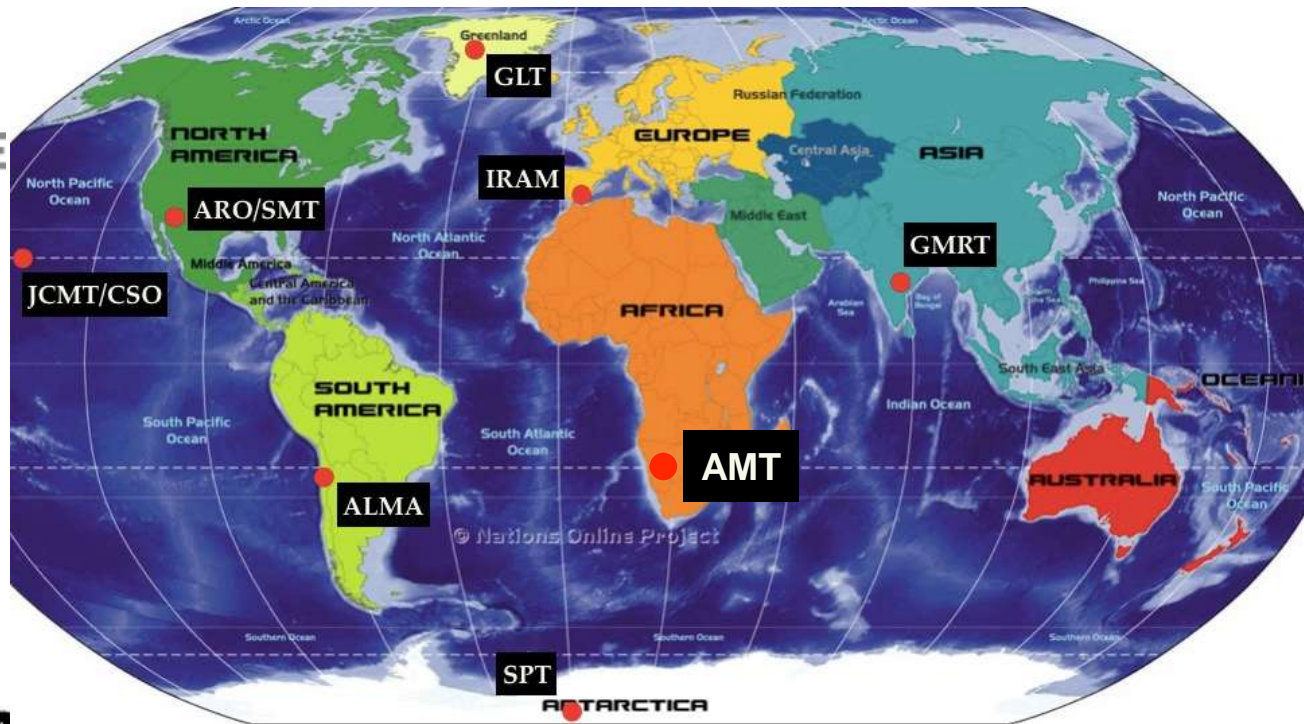 Arctic Ocean
Arctic Ocean
Greenland
GLT
Russian Federation
NORTH
AMERICA
EUROPE
Central Asia
ASIA
North Pacific
Ocean
IRAM
ARO/SMT
Middle East
North Pacific
Ocean
North Atlantic
Ocean
GMRT
Middle America
JCMT/CSO
Central America
and the Caribbean
AFRICA
Arabian
Sea
Bay of
Bengal
Philippine Sea
South East Asia
OCEANI
SOUTH
AMERICA
Indian Ocean
South Pacific
Ocean
South Atlantic
Ocean
AMT
AUSTRALIA
South Pacific
Ocean
ALMA
© Nations Online Project
Southern Ocean
Southern Ocean
Southern Ocean
SPT
ANTARCTICA